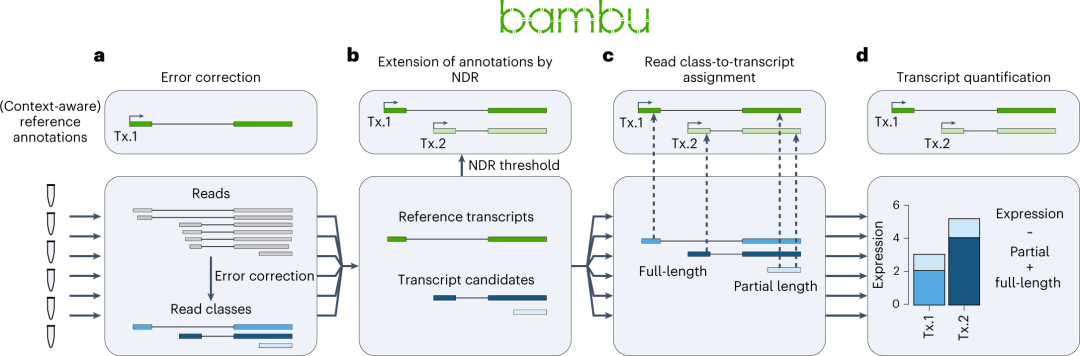 bambu
a
Error correction
(Context-aware)
reference
annotations
Tx.1
Reads
Error correction
Read classes
b
Extension of annotations by
NDR
Tx.1
Tx.2
NDR threshold
Reference transcripts
Transcript candidates
c
Read class-to-transcript
assignment
Tx.1
Tx.2
Full-length
Partial length
d
Transcript quantification
Tx.1
Tx.2
Expression
6
4
2
0
Tx.1
Tx.2
Expression
~
Partial
+
full-length